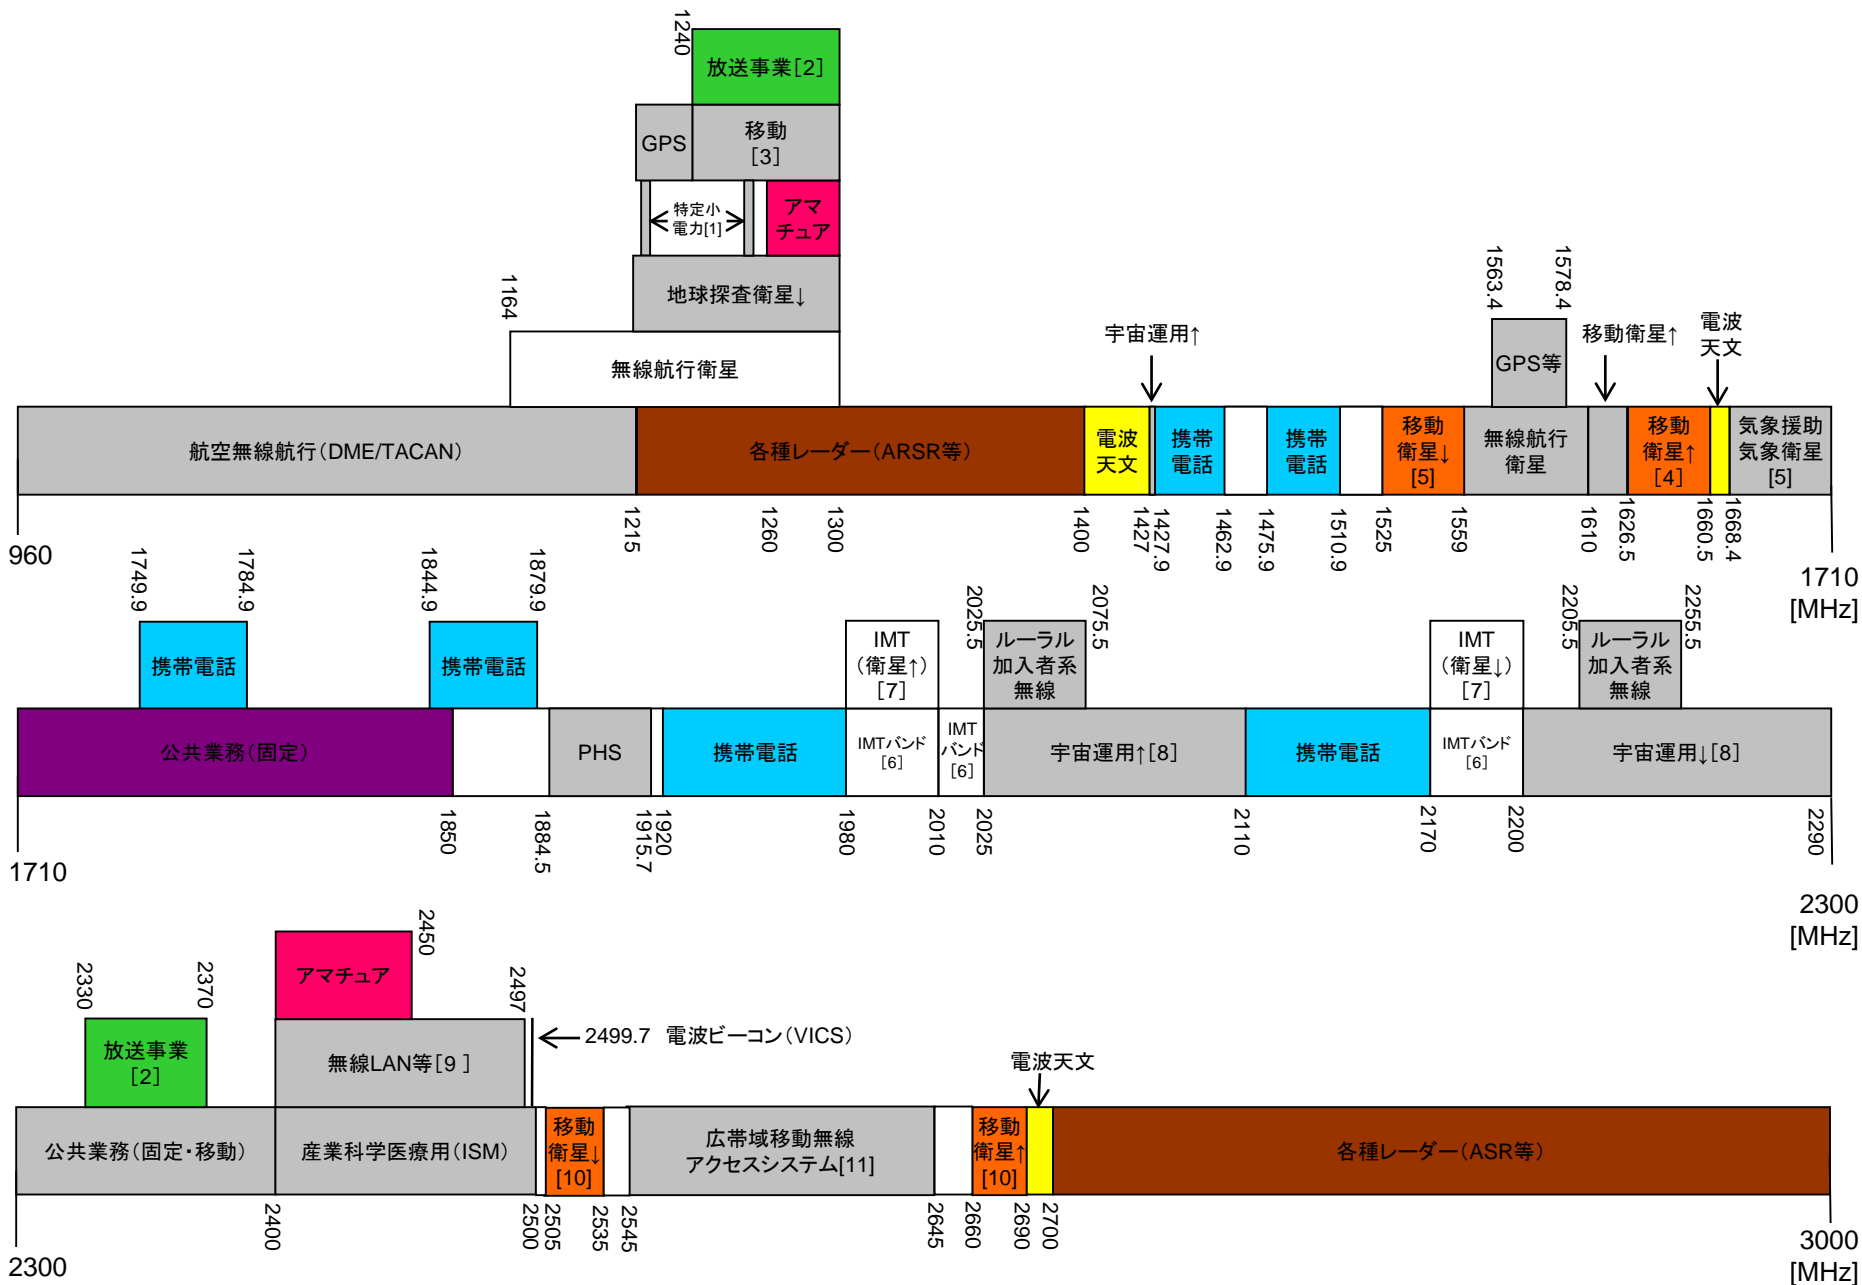 1240
放送事業[2]
GPS
移動
[3]
特定小
電力[1]
アマ
チュア
地球探査衛星↓
1164
無線航行衛星
宇宙運用↑
1563.4
1578.4
GPS等
移動衛星↑
電波
天文
航空無線航行(DME/TACAN)
各種レーダー(ARSR等)
電波
天文
携帯
電話
携帯
電話
移動
衛星↓
[5]
無線航行
衛星
移動
衛星↑
[4]
気象援助
気象衛星
[5]
960
1215
1260
1300
1400
1427
1427.9
1462.9
1475.9
1510.9
1525
1559
1610
1626.5
1660.5
1668.4
1710
[MHz]
1749.9
1784.9
1844.9
1879.9
2025.5
2075.5
2205.5
2255.5
携帯電話
携帯電話
IMT
(衛星↑)
[7]
ルーラル
加入者系
無線
IMT
(衛星↓)
[7]
ルーラル
加入者系
無線
公共業務(固定)
PHS
携帯電話
IMTバンド
[6]
IMT
バンド
[6]
宇宙運用↑[8]
携帯電話
IMTバンド
[6]
宇宙運用↓[8]
1710
1850
1884.5
1915.7
1920
1980
2010
2025
2110
2170
2200
2290
2300
[MHz]
2330
2370
アマチュア
2450
2497
放送事業
[2]
無線LAN等[9 ]
2499.7 電波ビーコン(VICS)
電波天文
公共業務(固定・移動)
産業科学医療用(ISM)
移動
衛星↓
[10]
広帯域移動無線
アクセスシステム[11]
移動
衛星↑
[10]
各種レーダー(ASR等)
2300
2400
2500
2505
2535
2545
2645
2660
2690
2700
3000
[MHz]